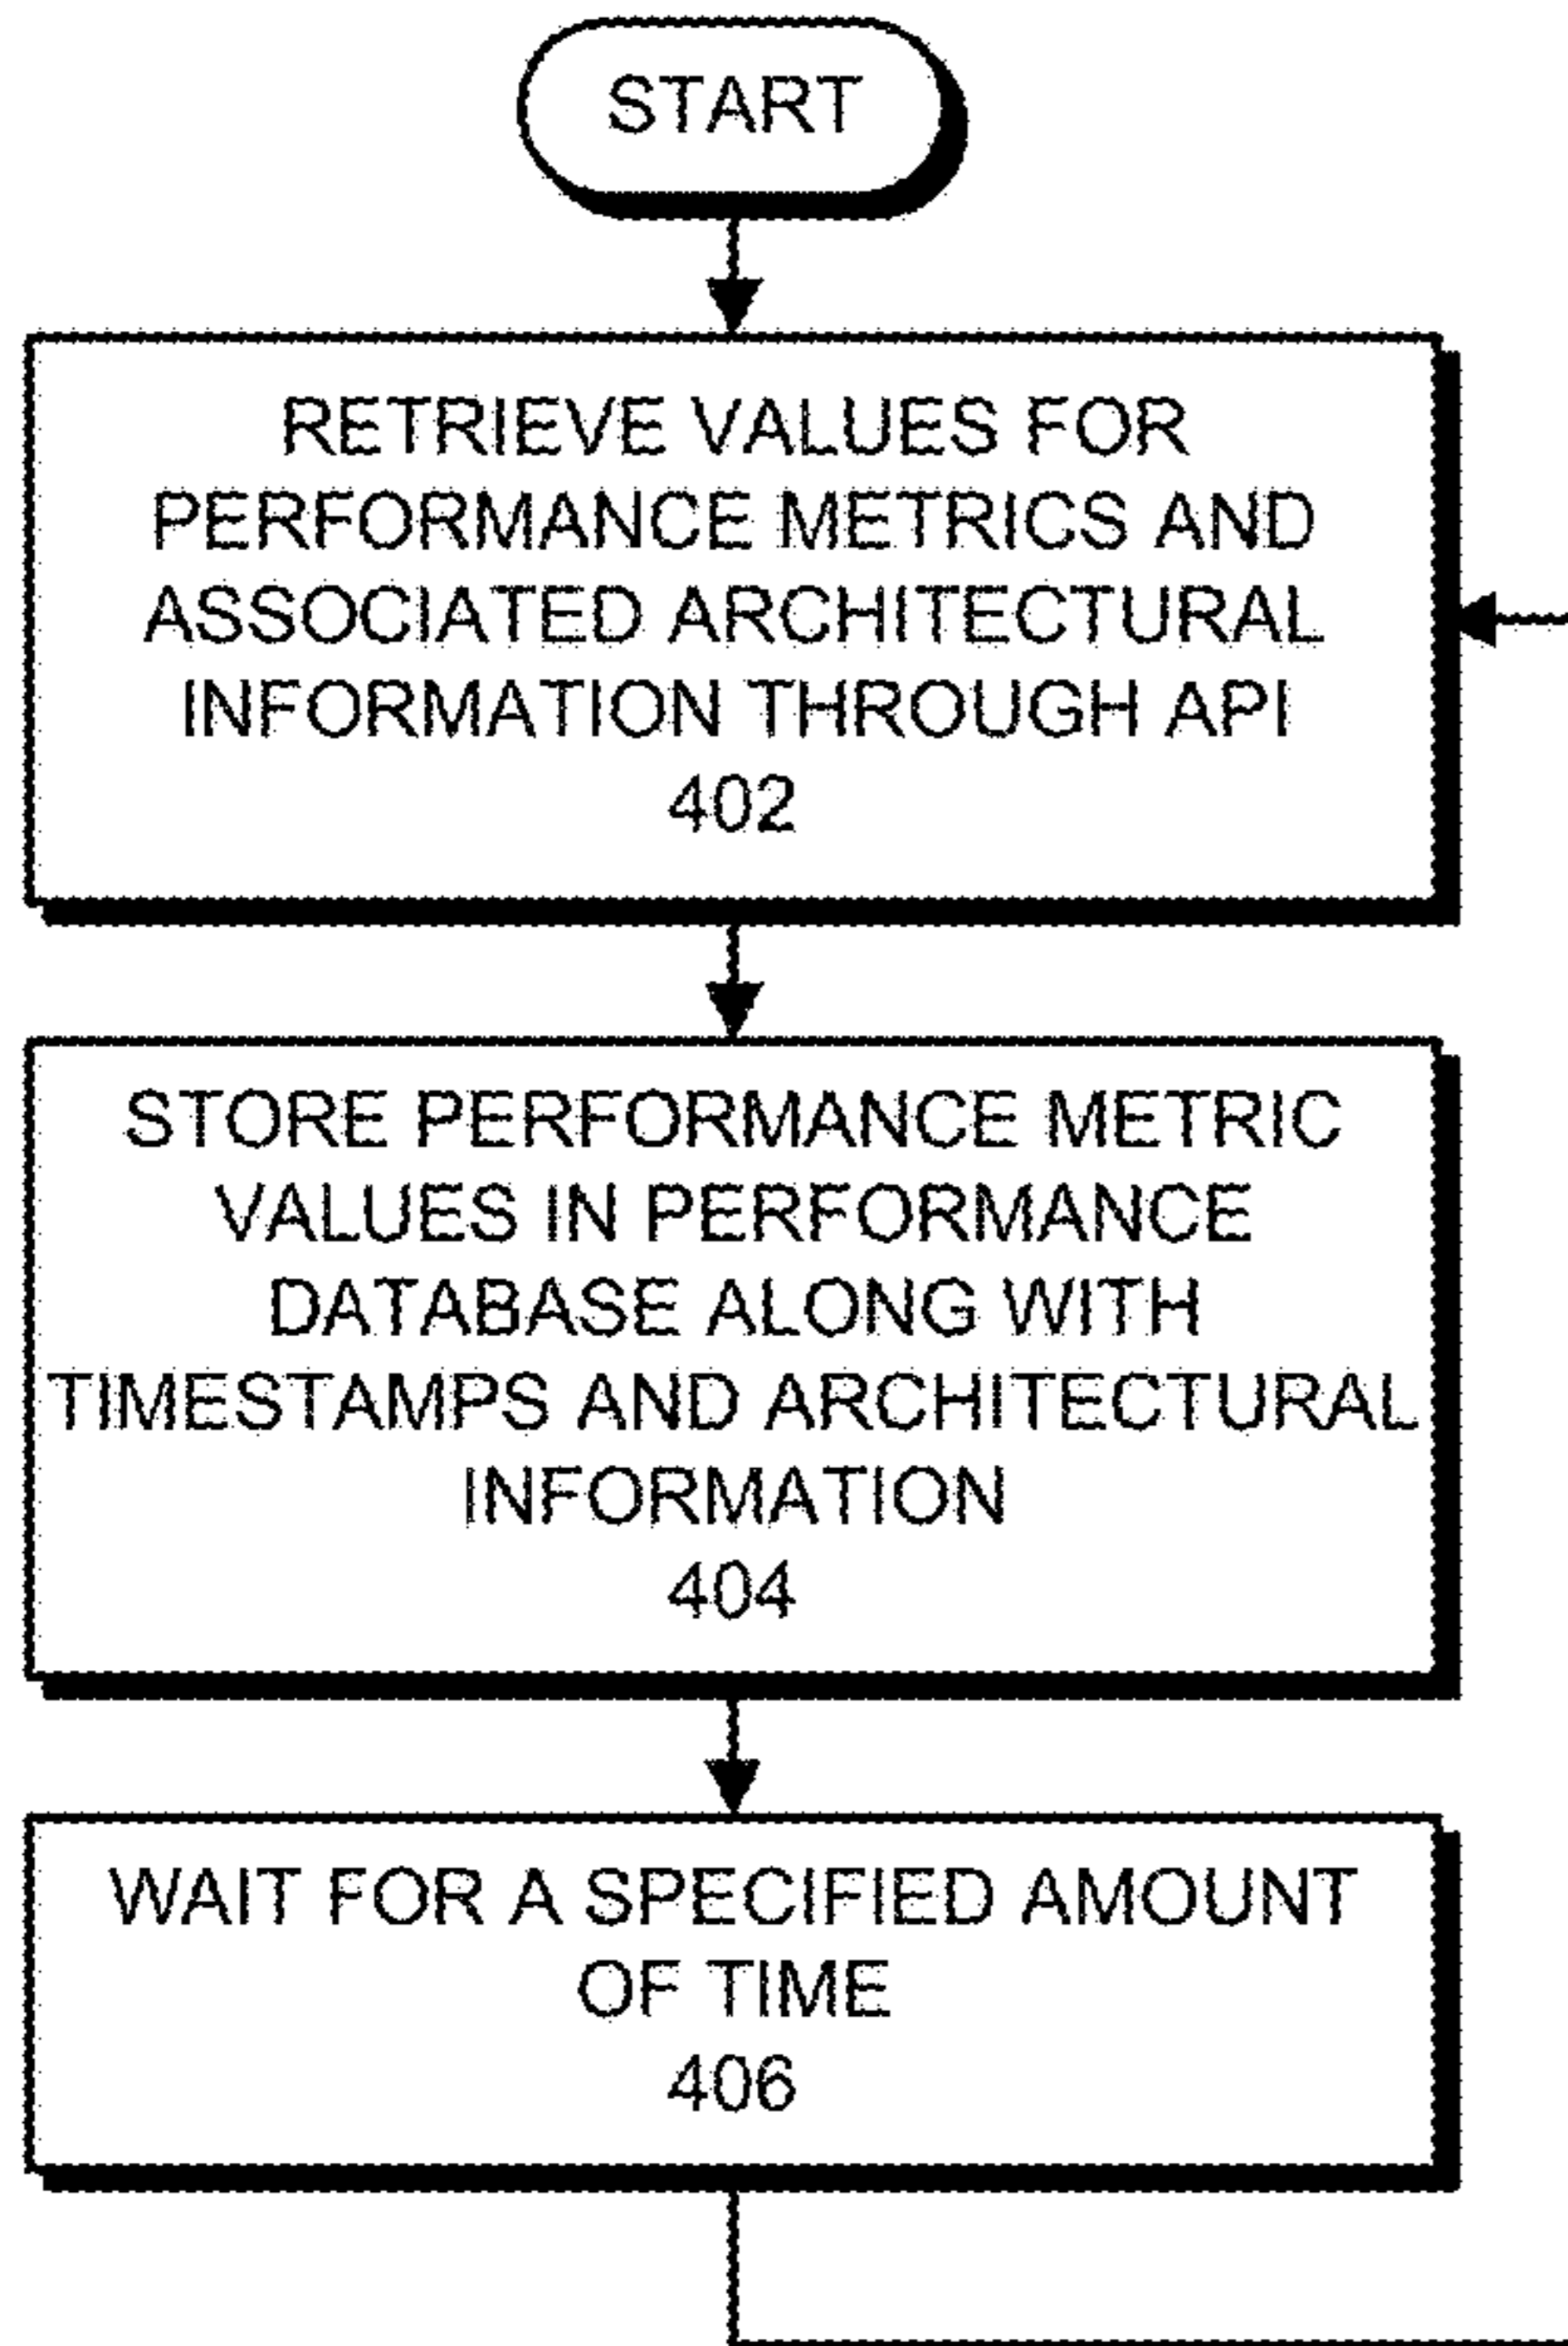 START
RETRIEVE VALUES FOR
PERFORMANCE METRICS AND
ASSOCIATED ARCHITECTURAL
INFORMATION THROUGH API
402
STORE PERFORMANCE METRIC
VALUES IN PERFORMANCE
DATABASE ALONG WITH
TIMESTAMPS AND ARCHITECTURAL
INFORMATION
404
WAIT FOR A SPECIFIED AMOUNT
OF TIME
406